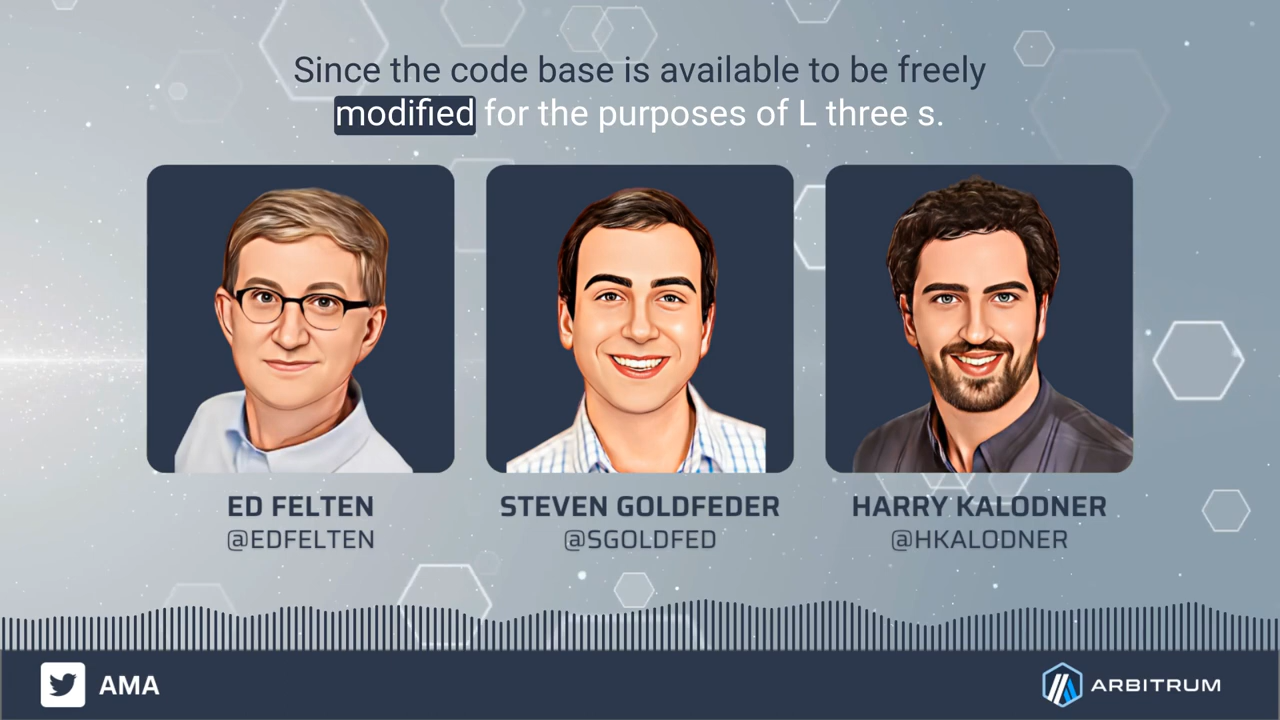 Since the code base is available to be freely
modified for the purposes of L three s.
ED FELTEN
@EDFELTEN
STEVEN GOLDFEDER
@SGOLDFED
HARRY KALODNER
@HKALODNER
AMA
ARBITRUM